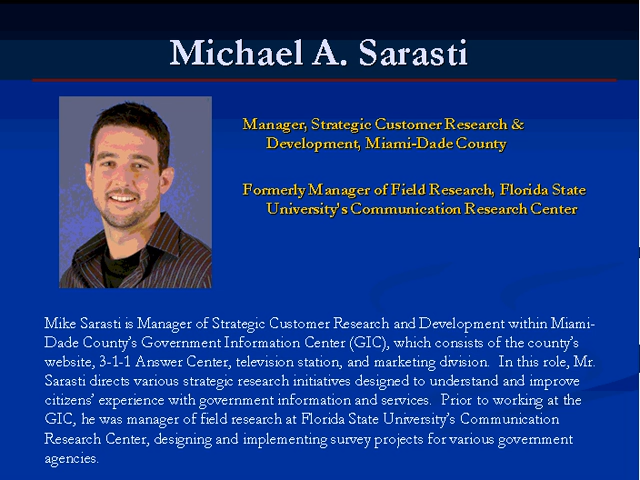 Michael A. Sarasti
Manager, Strategic Customer Research &
Development, Miami-Dade County
Formerly Manager of Field Research, Florida State
University's Communication Research Center
Mike Sarasti is Manager of Strategic Customer Research and Development within Miami-
Dade County's Government Information Center (GIC), which consists of the county's
website, 3-1-1 Answer Center, television station, and marketing division.  In this role, Mr.
Sarasti directs various strategic research initiatives designed to understand and improve
citizens' experience with government information and services.  Prior to working at the
GIC, he was manager of field research at Florida State University's Communication
Research Center, designing and implementing survey projects for various government
agencies.